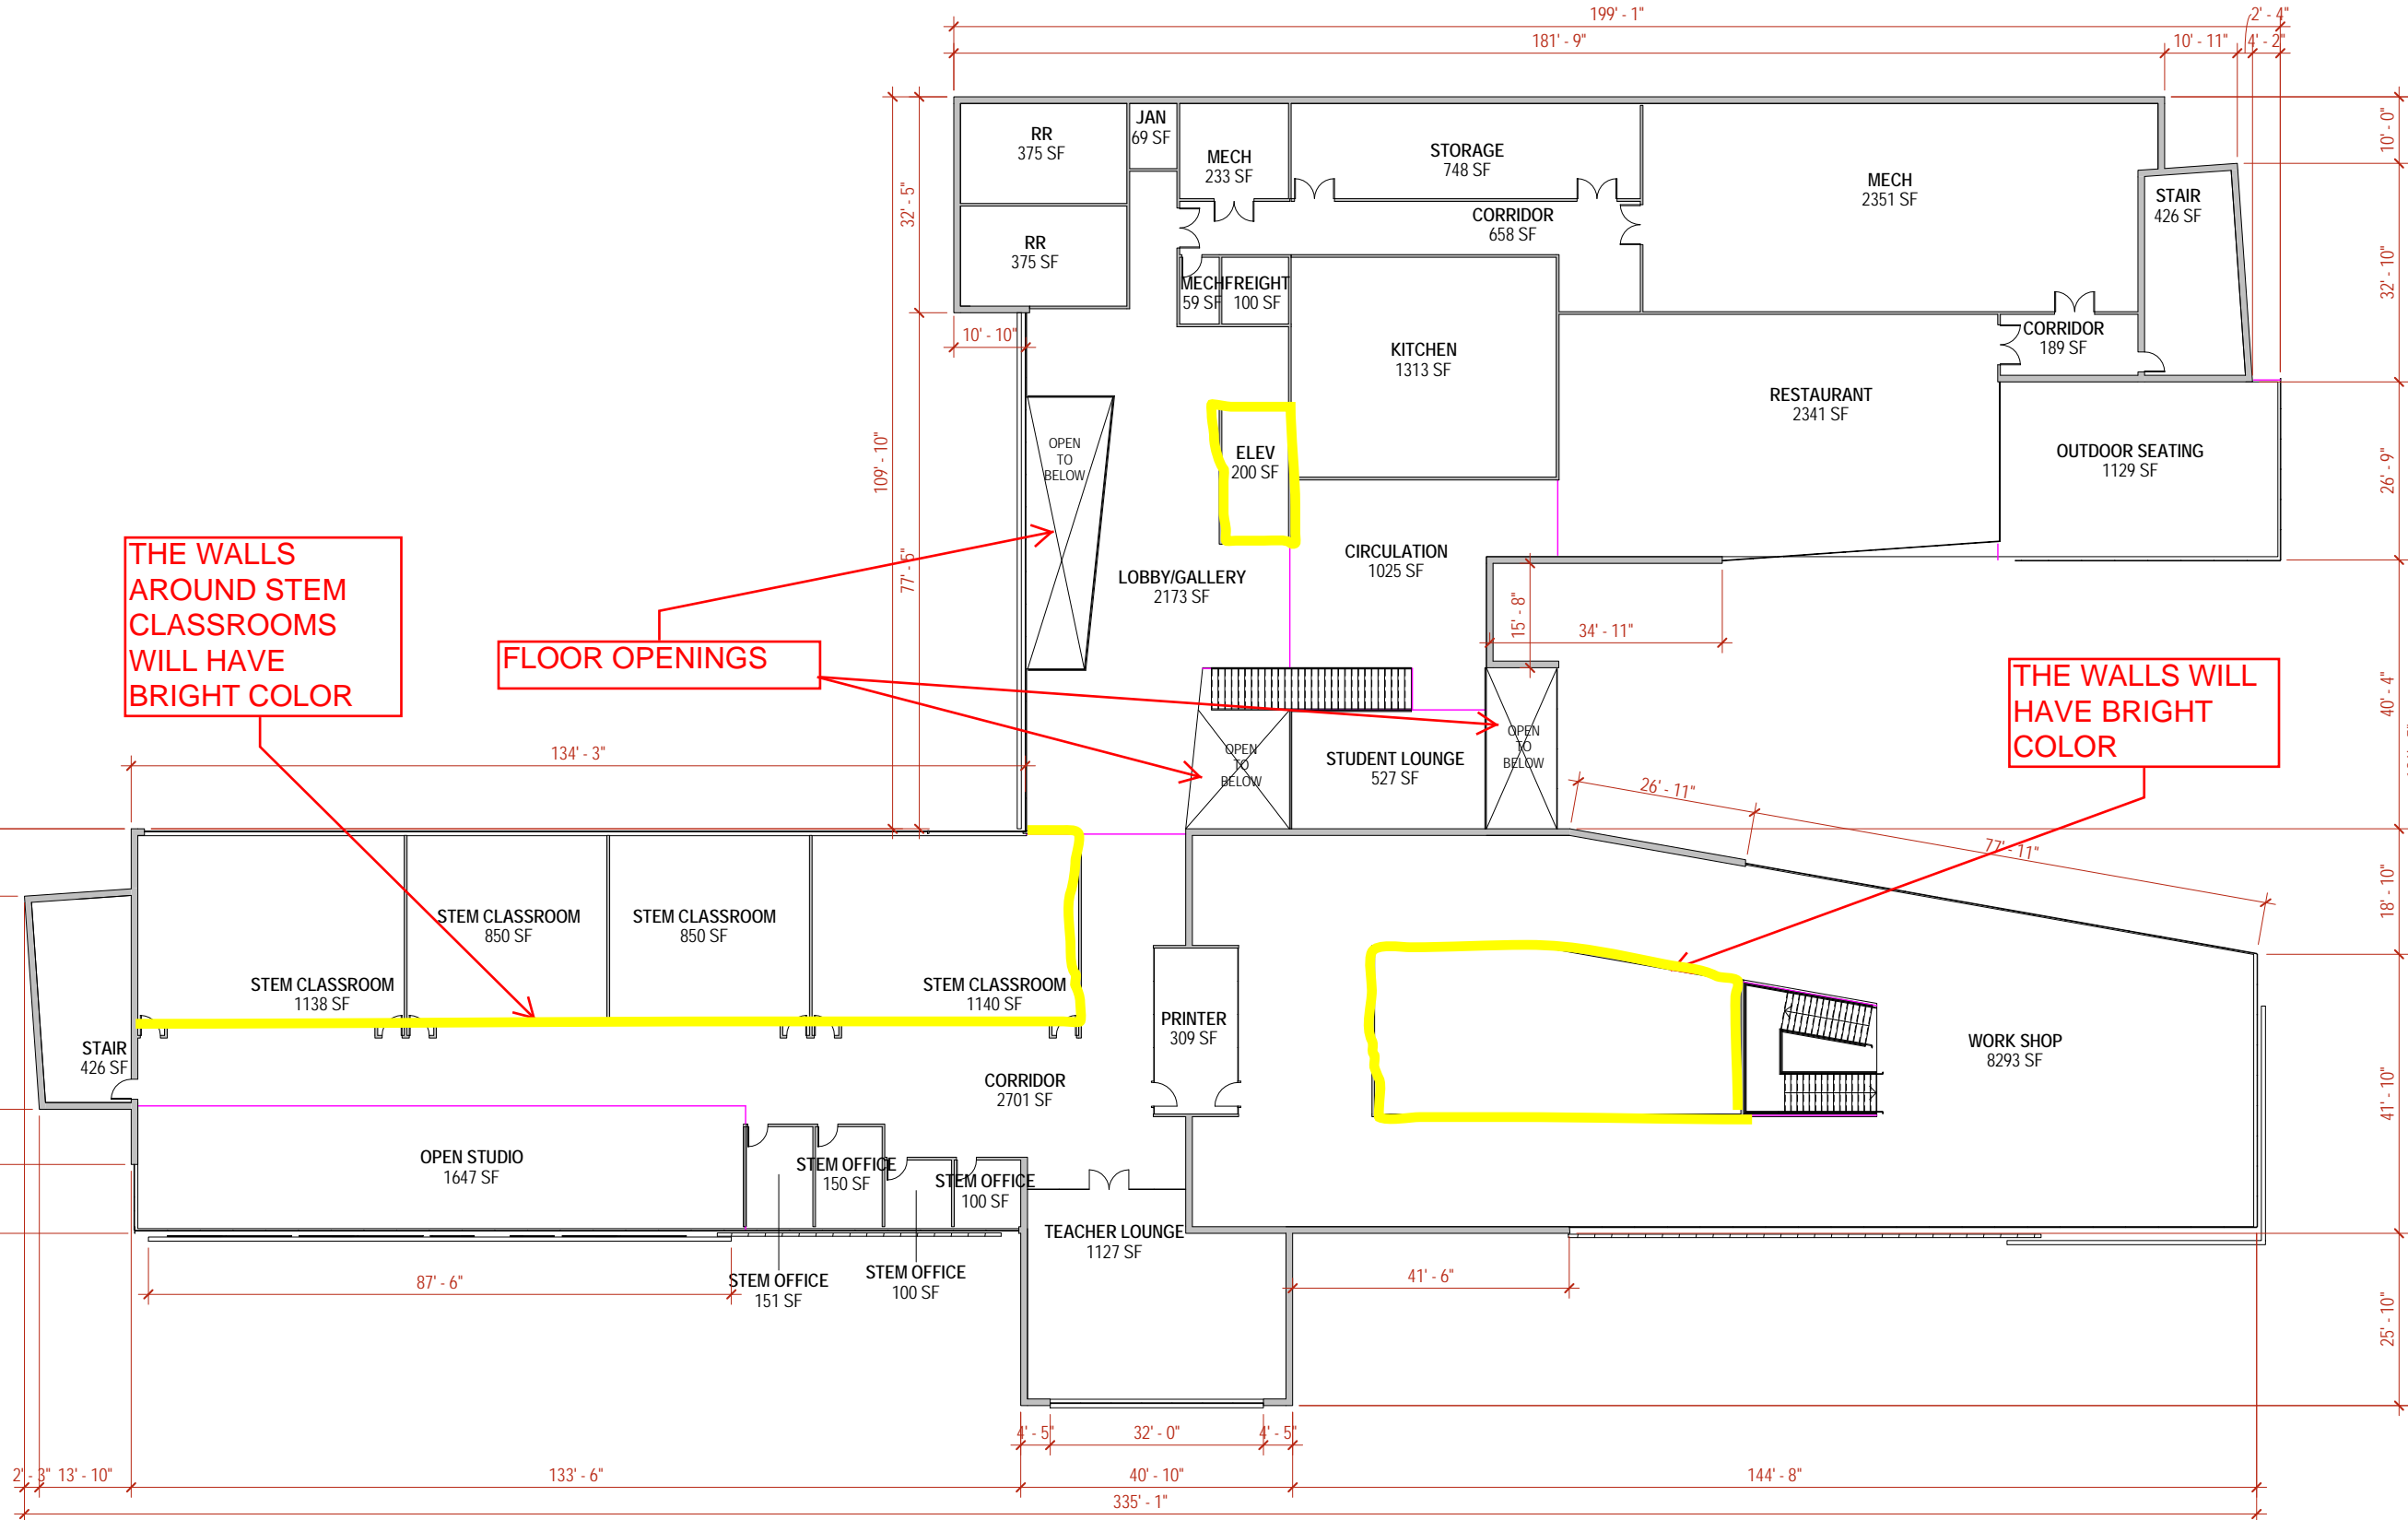 199' - 1"
2' - 4"
181' - 9"
10' - 11"
4' - 2"
JAN
69 SF
RR
375 SF
MECH
233 SF
STORAGE
748 SF
MECH
2351 SF
STAIR
426 SF
10' - 0"
32' - 5"
CORRIDOR
658 SF
RR
375 SF
MECH
59 SF
FREIGHT
100 SF
32' - 10"
10' - 10"
KITCHEN
1313 SF
CORRIDOR
189 SF
RESTAURANT
2341 SF
OPEN
TO
BELOW
ELEV
200 SF
109' - 10"
OUTDOOR SEATING
1129 SF
26' - 9"
THE WALLS
AROUND STEM
CLASSROOMS
WILL HAVE
BRIGHT COLOR
77' - 5"
CIRCULATION
1025 SF
LOBBY/GALLERY
2173 SF
15' - 8"
34' - 11"
FLOOR OPENINGS
THE WALLS WILL
HAVE BRIGHT
COLOR
40' - 4"
134' - 3"
OPEN
TO
BELOW
STUDENT LOUNGE
527 SF
OPEN
TO
BELOW
26' - 11"
77' - 11"
18' - 10"
STEM CLASSROOM
850 SF
STEM CLASSROOM
850 SF
STEM CLASSROOM
1138 SF
STEM CLASSROOM
1140 SF
PRINTER
309 SF
WORK SHOP
8293 SF
STAIR
426 SF
CORRIDOR
2701 SF
41' - 10"
OPEN STUDIO
1647 SF
STEM OFFICE
150 SF
STEM OFFICE
100 SF
TEACHER LOUNGE
1127 SF
87' - 6"
STEM OFFICE
151 SF
STEM OFFICE
100 SF
41' - 6"
25' - 10"
4' - 5"
32' - 0"
4' - 5"
2' - 3"
13' - 10"
133' - 6"
40' - 10"
144' - 8"
335' - 1"